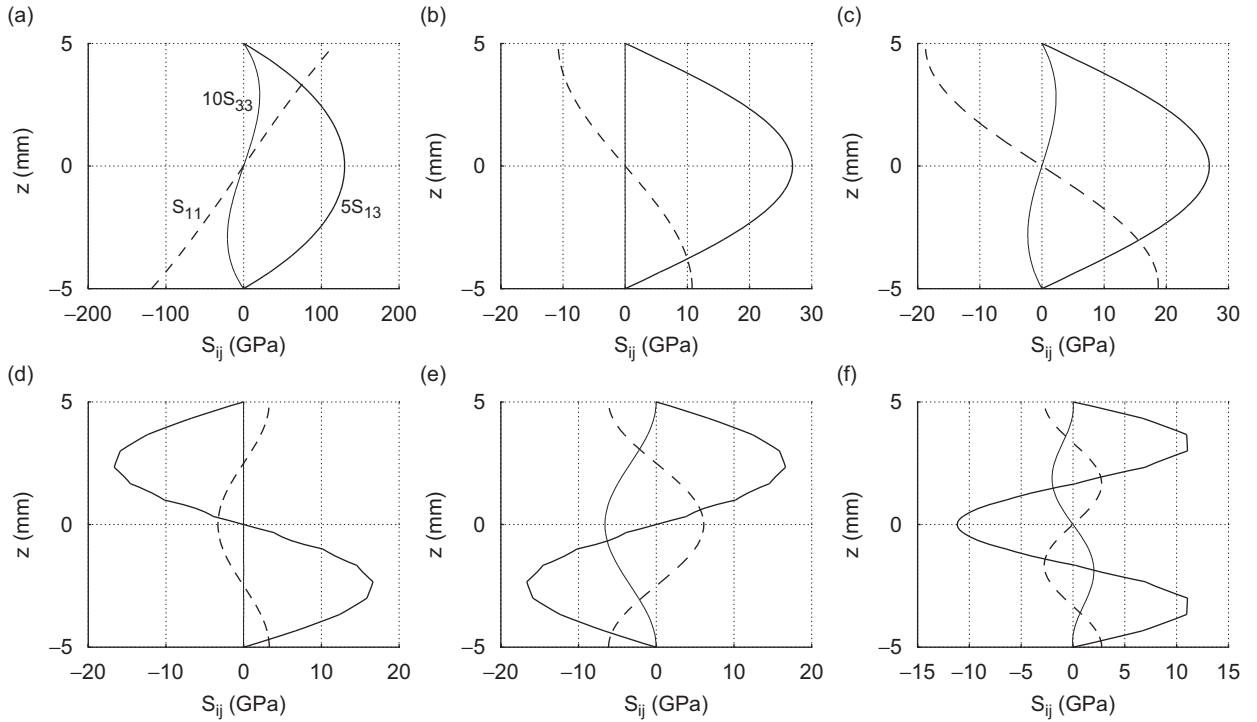 (a) (b) (c)
5 5 5
10S33
z (mm) 0 z (mm) 0 z (mm) 0
S11 5S13
−5 −5 −5
−200 −100 0 100 200 −20 −10 0 10 20 30 −20 −10 0 10 20 30
Sij (GPa) Sij (GPa) Sij (GPa)
(d) (e) (f)
5 5 5
z (mm) 0 z (mm) 0 z (mm) 0
−5 −5 −5
−20 −10 0 10 20 −20 −10 0 10 20 −15 −10 −5 0 5 10 15
Sij (GPa) Sij (GPa) Sij (GPa)